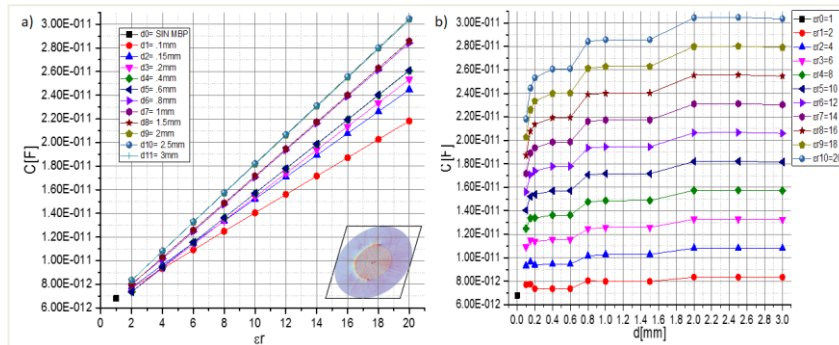 a)
3.00E-011
2.80E-011
2.60E-011
2.40E-011
2.20E-011
2.00E-011
1.80E-011
1.60E-011
1.40E-011
1.20E-011
1.00E-011
8.00E-012
6.00E-012
C[F]
d0= SIN MBP
d1= .1mm
d2= .15mm
d3= .2mm
d4= .4mm
d5= .6mm
d6= .8mm
d7= 1mm
d8= 1.5mm
d9= 2mm
d10= 2.5mm
d11= 3mm
0 2 4 6 8 10 12 14 16 18 20
εr
b)
3.00E-011
2.80E-011
2.60E-011
2.40E-011
2.20E-011
2.00E-011
1.80E-011
1.60E-011
1.40E-011
1.20E-011
1.00E-011
8.00E-012
6.00E-012
C[F]
0.0 0.2 0.4 0.6 0.8 1.0 1.2 1.4 1.6 1.8 2.0 2.2 2.4 2.6 2.8 3.0
d[mm]
εr0=1
εr1=2
εr2=4
εr3=6
εr4=8
εr5=10
εr6=12
εr7=14
εr8=16
εr9=18
εr10=20